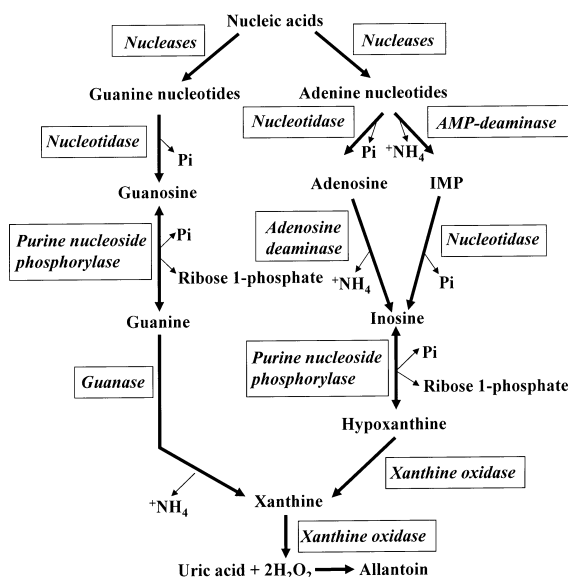 Nucleic acids
Nucleases
Nucleases
Guanine nucleotides
Adenine nucleotides
Nucleotidase
Nucleotidase
AMP-deaminase
Pi
Pi
⁺NH₄
Guanosine
Adenosine
IMP
Purine nucleoside
phosphorylase
Pi
Ribose 1-phosphate
Adenosine
deaminase
Nucleotidase
⁺NH₄
Pi
Guanine
Inosine
Guanase
Purine nucleoside
phosphorylase
Pi
Ribose 1-phosphate
Hypoxanthine
Xanthine oxidase
⁺NH₄
Xanthine
Xanthine oxidase
Uric acid + 2H₂O₂
Allantoin